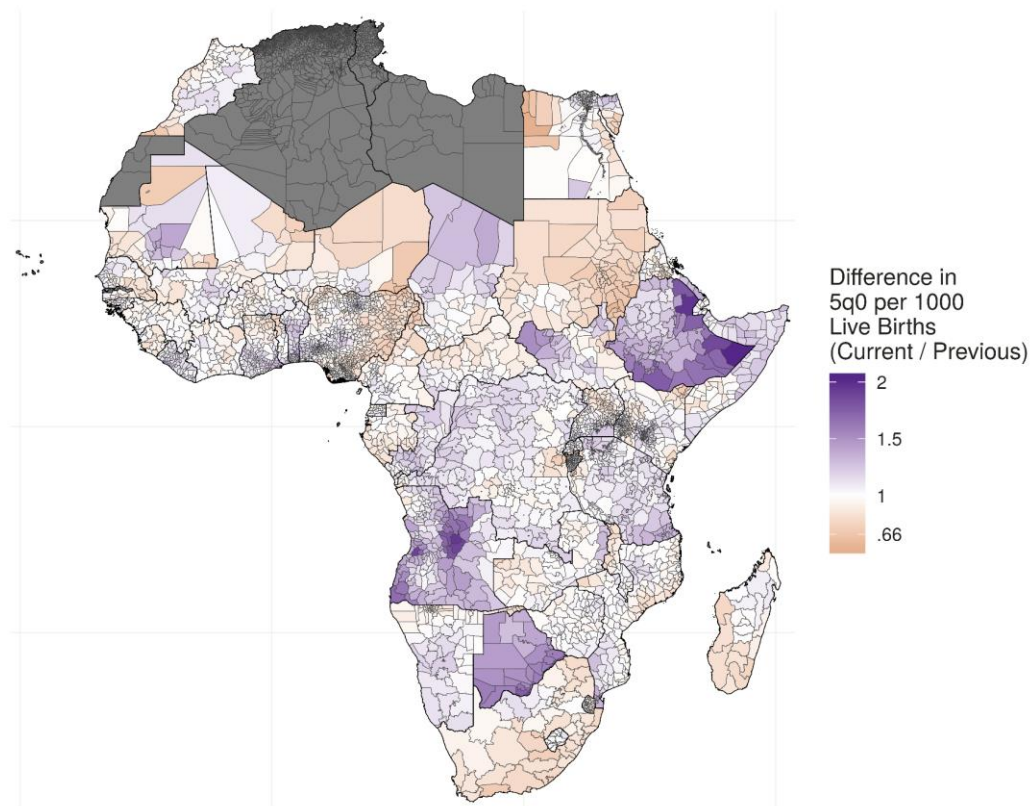 Difference in
5q0 per 1000
Live Births
(Current / Previous)
2
1.5
1
.66